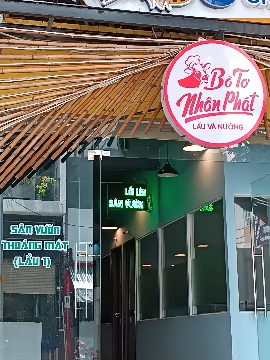 Bò Tơ
Nhân Phát
LẨU VÀ NƯỚNG
LỐI LÊN
SÂN VƯỜN
SÂN VƯỜN
THOÁNG MÁT
(LẦU 1)